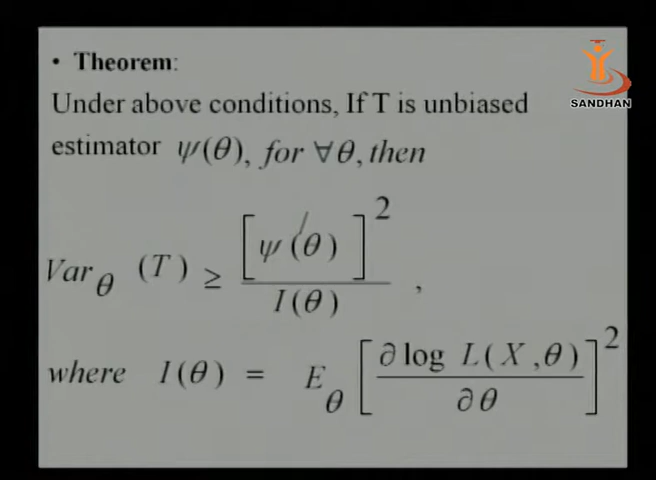 • Theorem:
SANDHAN
Under above conditions, If T is unbiased
estimator ψ(θ), for ∀θ, then
Var_θ (T) ≥ [ψ′(θ)]² / I(θ) ,
where I(θ) = E_θ [∂ log L(X,θ) / ∂θ]²